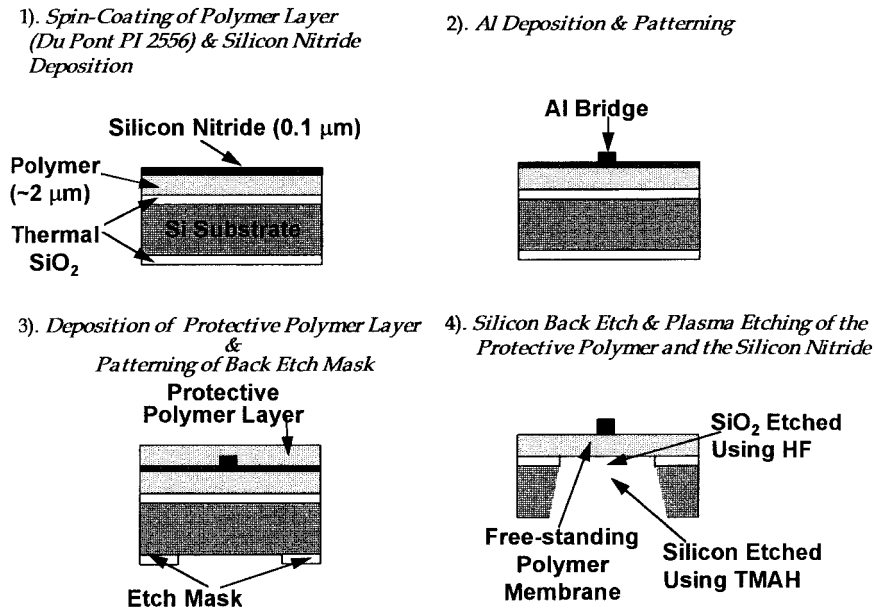 1). Spin-Coating of Polymer Layer
(Du Pont PI 2556) & Silicon Nitride
Deposition
Silicon Nitride (0.1 μm)
Polymer
(~2 μm)
Thermal
SiO₂
Si Substrate
2). Al Deposition & Patterning
Al Bridge
3). Deposition of Protective Polymer Layer
&
Patterning of Back Etch Mask
Protective
Polymer Layer
Etch Mask
4). Silicon Back Etch & Plasma Etching of the
Protective Polymer and the Silicon Nitride
SiO₂ Etched
Using HF
Free-standing
Polymer
Membrane
Silicon Etched
Using TMAH